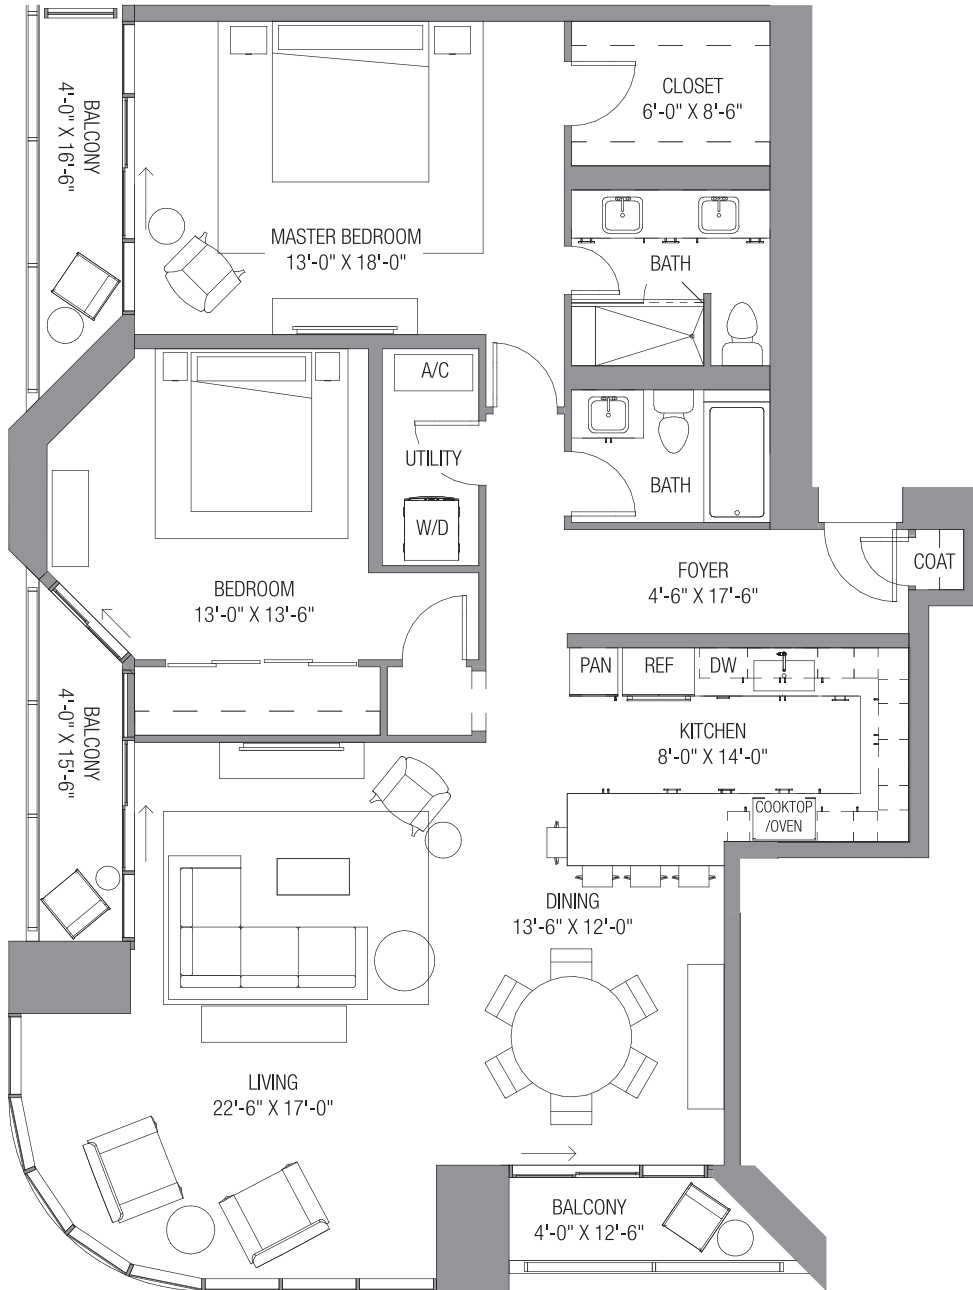 CLOSET
6'-0" X 8'-6"
BALCONY
4'-0" X 16'-6"
MASTER BEDROOM
13'-0" X 18'-0"
BATH
A/C
UTILITY
W/D
BATH
COAT
FOYER
4'-6" X 17'-6"
BEDROOM
13'-0" X 13'-6"
PAN
REF
DW
BALCONY
4'-0" X 15'-6"
KITCHEN
8'-0" X 14'-0"
COOKTOP
/OVEN
DINING
13'-6" X 12'-0"
LIVING
22'-6" X 17'-0"
BALCONY
4'-0" X 12'-6"